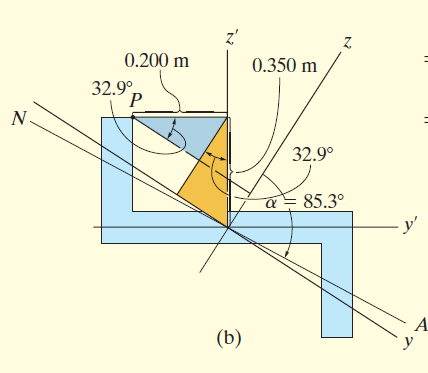 z'
z
0.200 m
0.350 m
32.9°
P
N
32.9°
α = 85.3°
y'
A
y
(b)